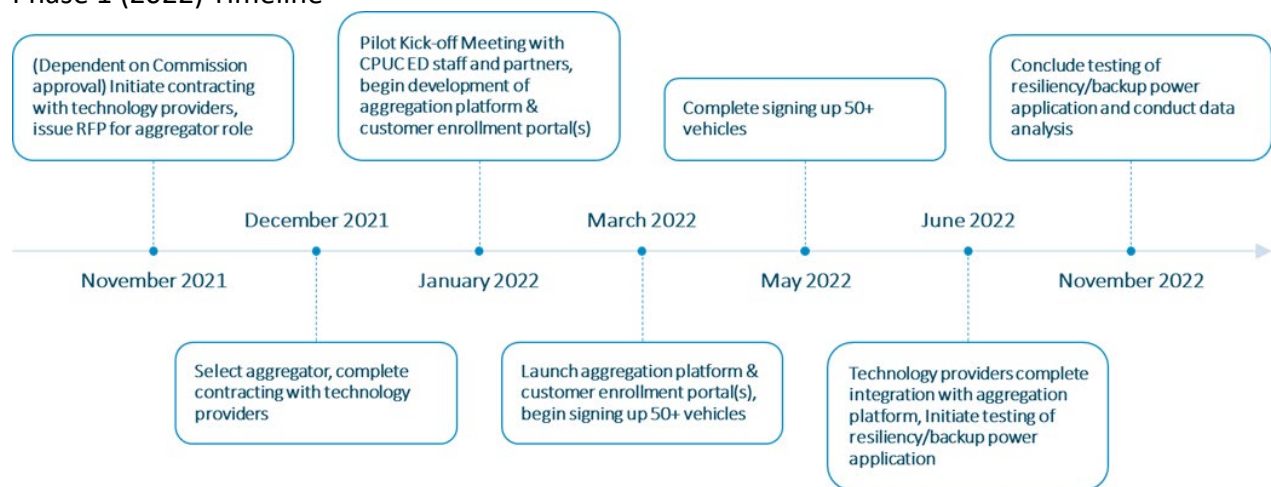 Phase 1 (2022) Timeline
(Dependent on Commission
approval) Initiate contracting
with technology providers,
issue RFP for aggregator role
Pilot Kick-off Meeting with
CPUC ED staff and partners,
begin development of
aggregation platform &
customer enrollment portal(s)
Complete signing up 50+
vehicles
Conclude testing of
resiliency/backup power
application and conduct data
analysis
December 2021
March 2022
June 2022
November 2021
January 2022
May 2022
November 2022
Select aggregator, complete
contracting with technology
providers
Launch aggregation platform &
customer enrollment portal(s),
begin signing up 50+ vehicles
Technology providers complete
integration with aggregation
platform, Initiate testing of
resiliency/backup power
application